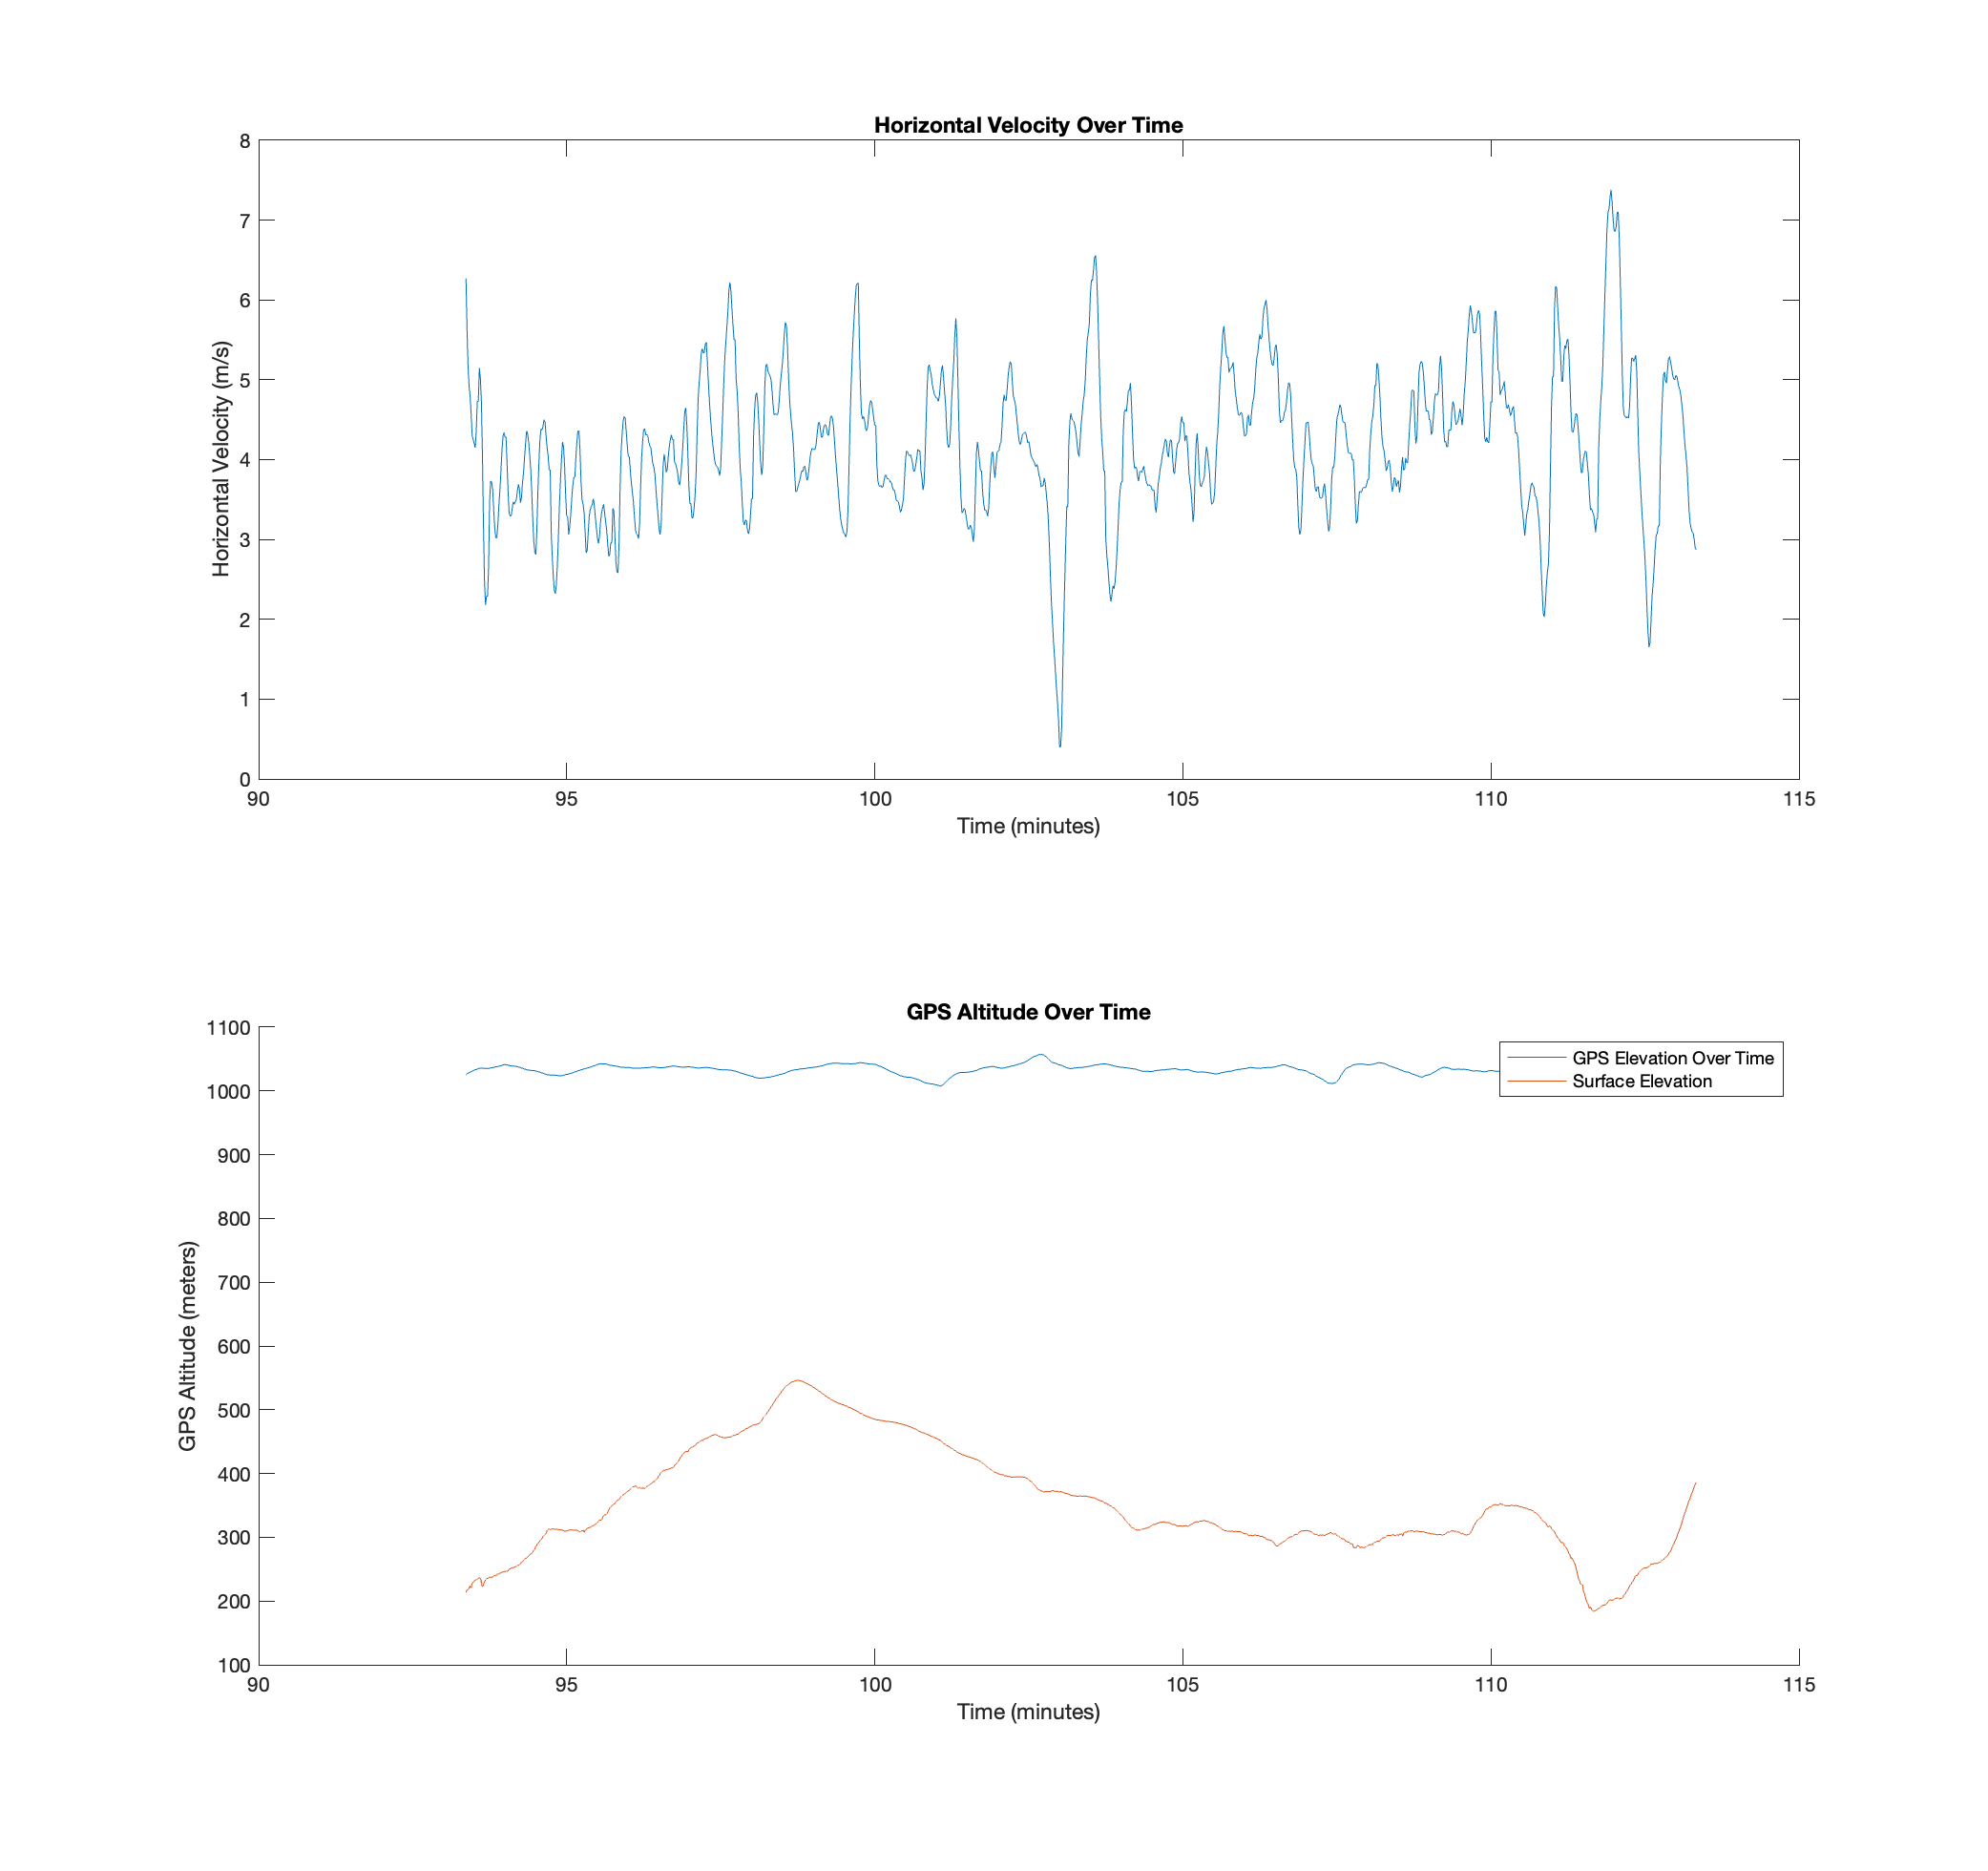 Horizontal Velocity Over Time
8
7
6
5
4
3
2
1
0
Horizontal Velocity (m/s)
90 95 100 105 110 115
Time (minutes)
GPS Altitude Over Time
1100
1000
900
800
700
600
500
400
300
200
100
GPS Altitude (meters)
GPS Elevation Over Time
Surface Elevation
90 95 100 105 110 115
Time (minutes)